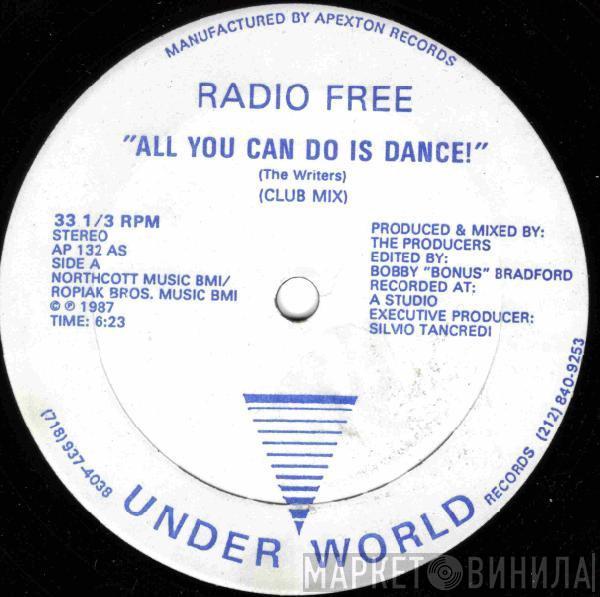 MANUFACTURED BY APEXTON RECORDS
RADIO FREE
"ALL YOU CAN DO IS DANCE!"
(The Writers)
(CLUB MIX)
33 1/3 RPM
STEREO
AP 132 AS
SIDE A
NORTHCOTT MUSIC BMI/
ROPIAK BROS. MUSIC BMI
© ℗ 1987
TIME: 6:23
PRODUCED & MIXED BY:
THE PRODUCERS
EDITED BY:
BOBBY "BONUS" BRADFORD
RECORDED AT:
A STUDIO
EXECUTIVE PRODUCER:
SILVIO TANCREDI
(718) 937-4038
UNDER WORLD
RECORDS (212) 840-9253
МАРКЕТ ВИНИЛА